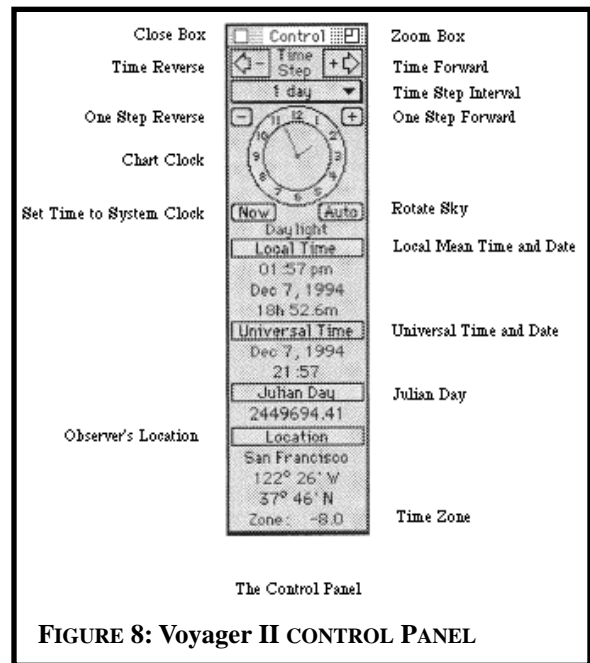 Close Box
Control
Zoom Box
Time Reverse
- Time Step +
Time Forward
1 day
Time Step Interval
One Step Reverse
- +
One Step Forward
11 12 1
10 2
9 3
8 4
7 6 5
Chart Clock
Set Time to System Clock
Now Auto
Rotate Sky
Daylight
Local Time
Local Mean Time and Date
01:57 pm
Dec 7, 1994
18h 52.6m
Universal Time
Universal Time and Date
Dec 7, 1994
21:57
Julian Day
Julian Day
2449694.41
Observer's Location
Location
San Francisco
122° 26' W
37° 46' N
Zone: -8.0
Time Zone
The Control Panel
FIGURE 8: Voyager II CONTROL PANEL